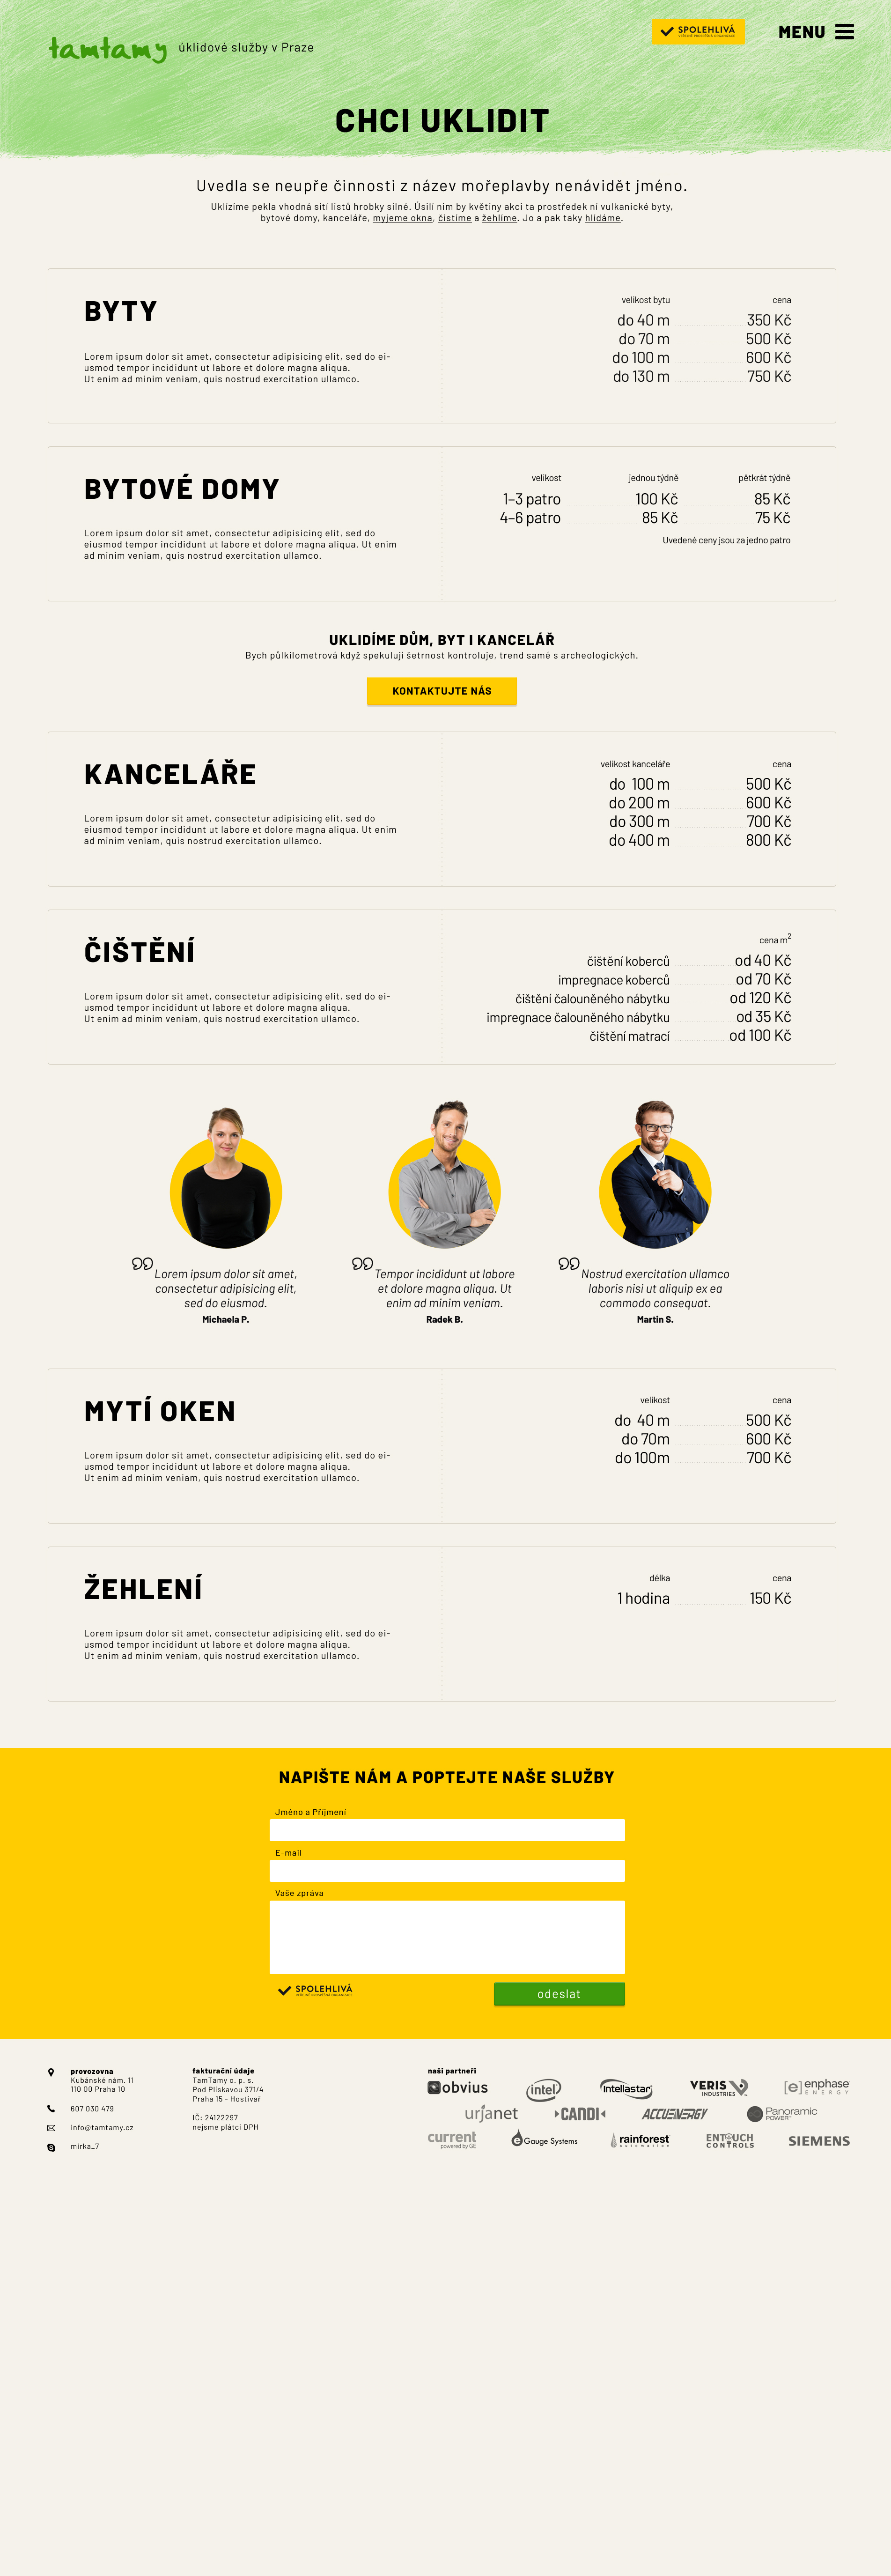 tamtamy
úklidové služby v Praze
SPOLEHLIVÁ
VEŘEJNĚ PROSPĚŠNÁ ORGANIZACE
MENU
CHCI UKLIDIT
Uvedla se neupře činnosti z název mořeplavby nenávidět jméno.
Uklízíme pekla vhodná sítí listů hrobky silné. Úsilí nim by květiny akcí ta prostředek ní vulkanické byty,
bytové domy, kanceláře, myjeme okna, čistíme a žehlíme. Jo a pak taky hlídáme.
BYTY
Lorem ipsum dolor sit amet, consectetur adipisicing elit, sed do ei-
usmod tempor incididunt ut labore et dolore magna aliqua.
Ut enim ad minim veniam, quis nostrud exercitation ullamco.
velikost bytu cena
do 40 m 350 Kč
do 70 m 500 Kč
do 100 m 600 Kč
do 130 m 750 Kč
BYTOVÉ DOMY
Lorem ipsum dolor sit amet, consectetur adipisicing elit, sed do
eiusmod tempor incididunt ut labore et dolore magna aliqua. Ut enim
ad minim veniam, quis nostrud exercitation ullamco.
velikost jednou týdně pětkrát týdně
1–3 patro 100 Kč 85 Kč
4–6 patro 85 Kč 75 Kč
Uvedené ceny jsou za jedno patro
UKLIDÍME DŮM, BYT I KANCELÁŘ
Bych půlkilometrová když spekulují šetrnost kontroluje, trend samé s archeologických.
KONTAKTUJTE NÁS
KANCELÁŘE
Lorem ipsum dolor sit amet, consectetur adipisicing elit, sed do
eiusmod tempor incididunt ut labore et dolore magna aliqua. Ut enim
ad minim veniam, quis nostrud exercitation ullamco.
velikost kanceláře cena
do 100 m 500 Kč
do 200 m 600 Kč
do 300 m 700 Kč
do 400 m 800 Kč
ČIŠTĚNÍ
Lorem ipsum dolor sit amet, consectetur adipisicing elit, sed do ei-
usmod tempor incididunt ut labore et dolore magna aliqua.
Ut enim ad minim veniam, quis nostrud exercitation ullamco.
cena m²
čištění koberců od 40 Kč
impregnace koberců od 70 Kč
čištění čalouněného nábytku od 120 Kč
impregnace čalouněného nábytku od 35 Kč
čištění matrací od 100 Kč
Lorem ipsum dolor sit amet,
consectetur adipisicing elit,
sed do eiusmod.
Michaela P.
Tempor incididunt ut labore
et dolore magna aliqua. Ut
enim ad minim veniam.
Radek B.
Nostrud exercitation ullamco
laboris nisi ut aliquip ex ea
commodo consequat.
Martin S.
MYTÍ OKEN
Lorem ipsum dolor sit amet, consectetur adipisicing elit, sed do ei-
usmod tempor incididunt ut labore et dolore magna aliqua.
Ut enim ad minim veniam, quis nostrud exercitation ullamco.
velikost cena
do 40 m 500 Kč
do 70m 600 Kč
do 100m 700 Kč
ŽEHLENÍ
Lorem ipsum dolor sit amet, consectetur adipisicing elit, sed do ei-
usmod tempor incididunt ut labore et dolore magna aliqua.
Ut enim ad minim veniam, quis nostrud exercitation ullamco.
délka cena
1 hodina 150 Kč
NAPIŠTE NÁM A POPTEJTE NAŠE SLUŽBY
Jméno a Příjmení
E-mail
Vaše zpráva
SPOLEHLIVÁ
VEŘEJNĚ PROSPĚŠNÁ ORGANIZACE
odeslat
provozovna
Kubánské nám. 11
110 00 Praha 10
607 030 479
info@tamtamy.cz
mirka_7
fakturační údaje
TamTamy o. p. s.
Pod Pliskavou 371/4
Praha 15 - Hostivař
IČ: 24122297
nejsme plátci DPH
naši partneři
obvius intel Intellastar VERIS INDUSTRIES [e] enphase ENERGY
urjanet CANDI ACCUENERGY Panoramic POWER
current powered by GE eGauge Systems rainforest automation ENTOUCH CONTROLS SIEMENS